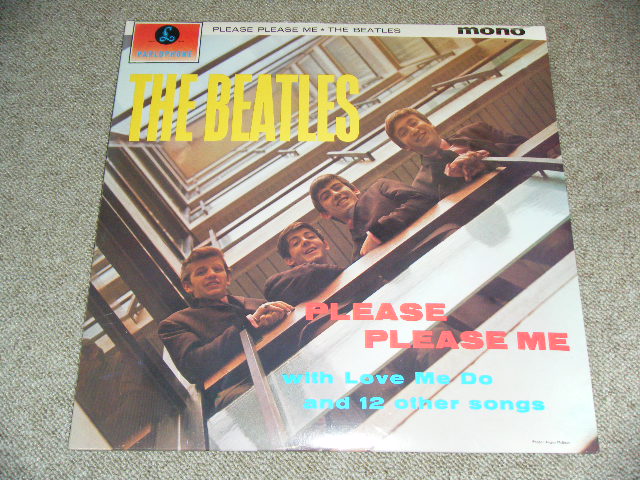 PARLOPHONE
PLEASE PLEASE ME • THE BEATLES
mono
THE BEATLES
PLEASE
PLEASE ME
with Love Me Do
and 12 other songs